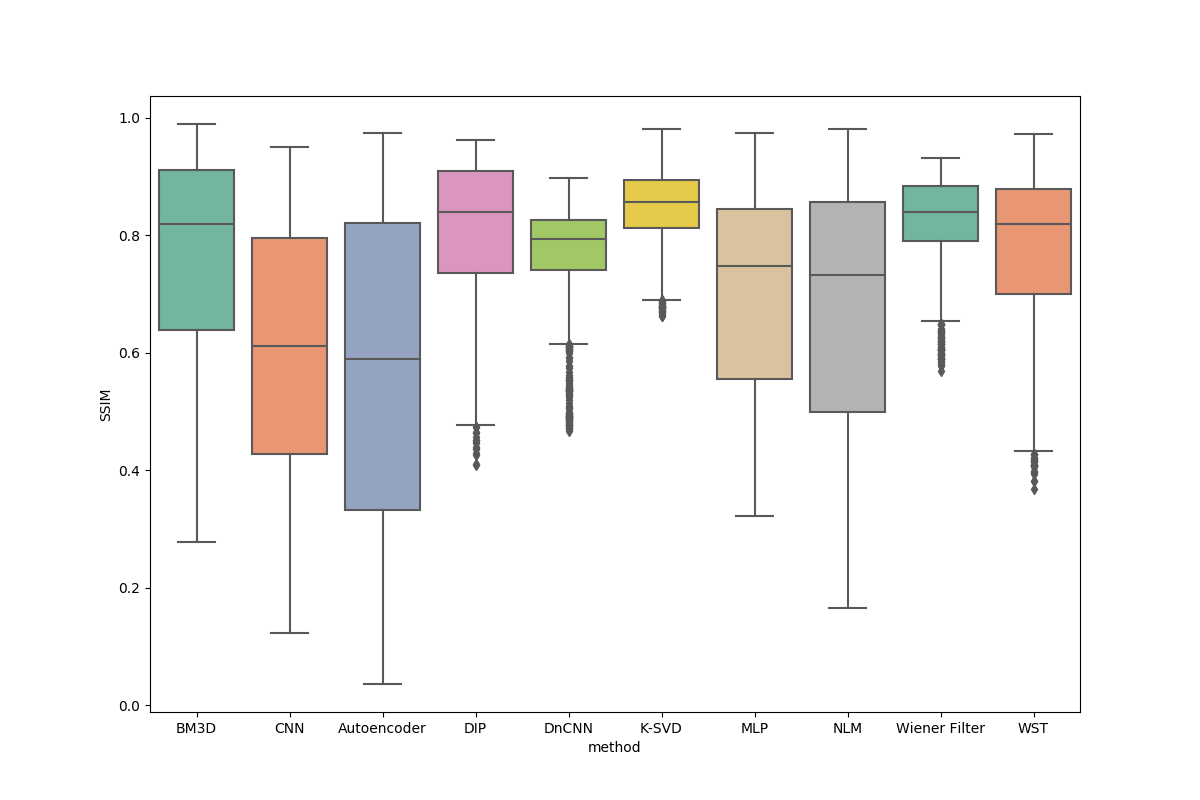 1.0
0.8
0.6
0.4
0.2
0.0
SSIM
BM3D CNN Autoencoder DIP DnCNN K-SVD MLP NLM Wiener Filter WST
method